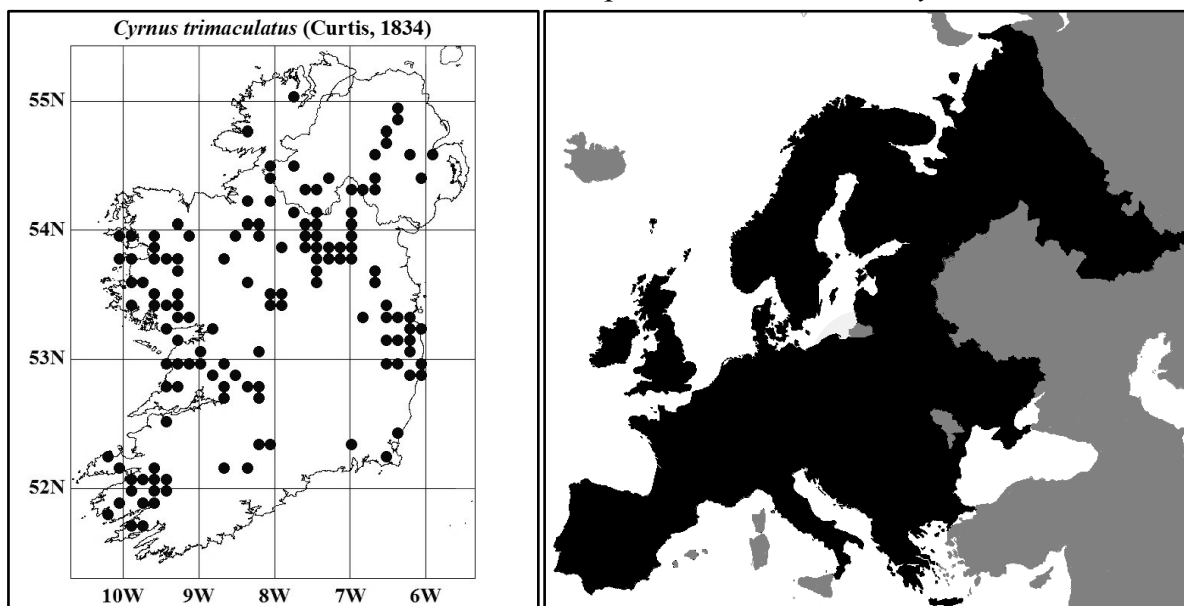 Cyrnus trimaculatus (Curtis, 1834)
55N
54N
53N
52N
10W 9W 8W 7W 6W